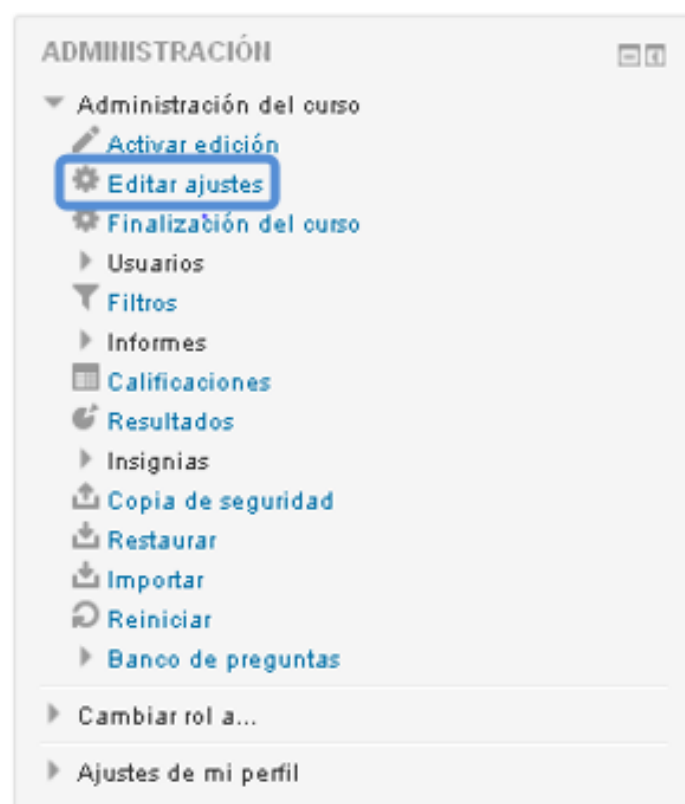 ADMINISTRACIÓN
Administración del curso
Activar edición
Editar ajustes
Finalización del curso
Usuarios
Filtros
Informes
Calificaciones
Resultados
Insignias
Copia de seguridad
Restaurar
Importar
Reiniciar
Banco de preguntas
Cambiar rol a...
Ajustes de mi perfil